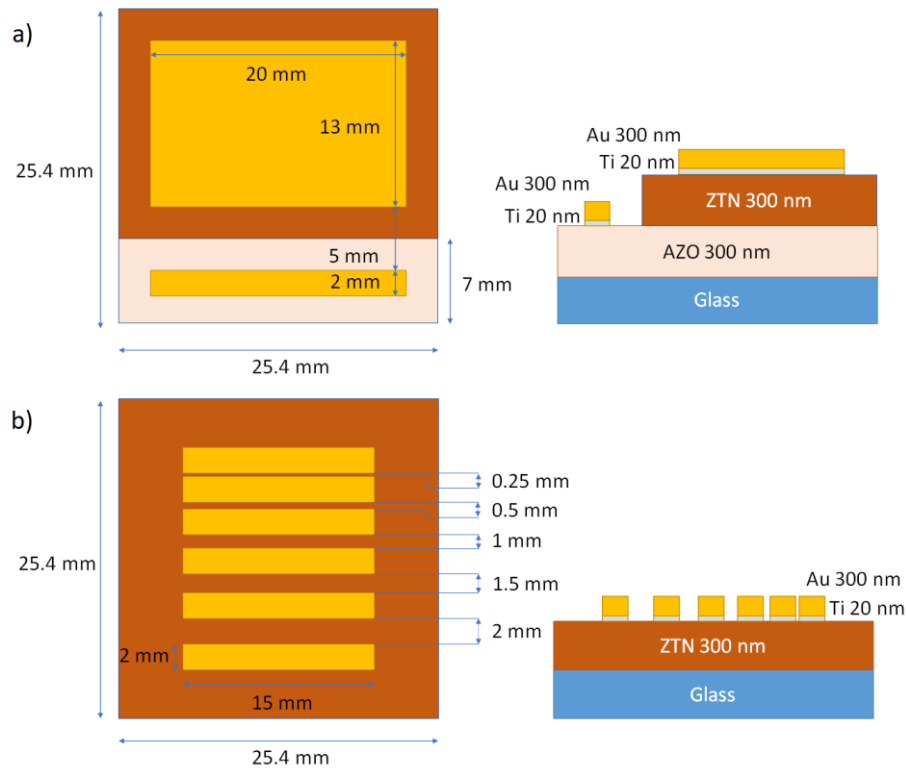 a)
20 mm
13 mm
25.4 mm
5 mm
2 mm
7 mm
25.4 mm
Au 300 nm
Ti 20 nm
Au 300 nm
Ti 20 nm
ZTN 300 nm
AZO 300 nm
Glass
b)
0.25 mm
0.5 mm
1 mm
25.4 mm
1.5 mm
2 mm
2 mm
15 mm
25.4 mm
Au 300 nm
Ti 20 nm
ZTN 300 nm
Glass